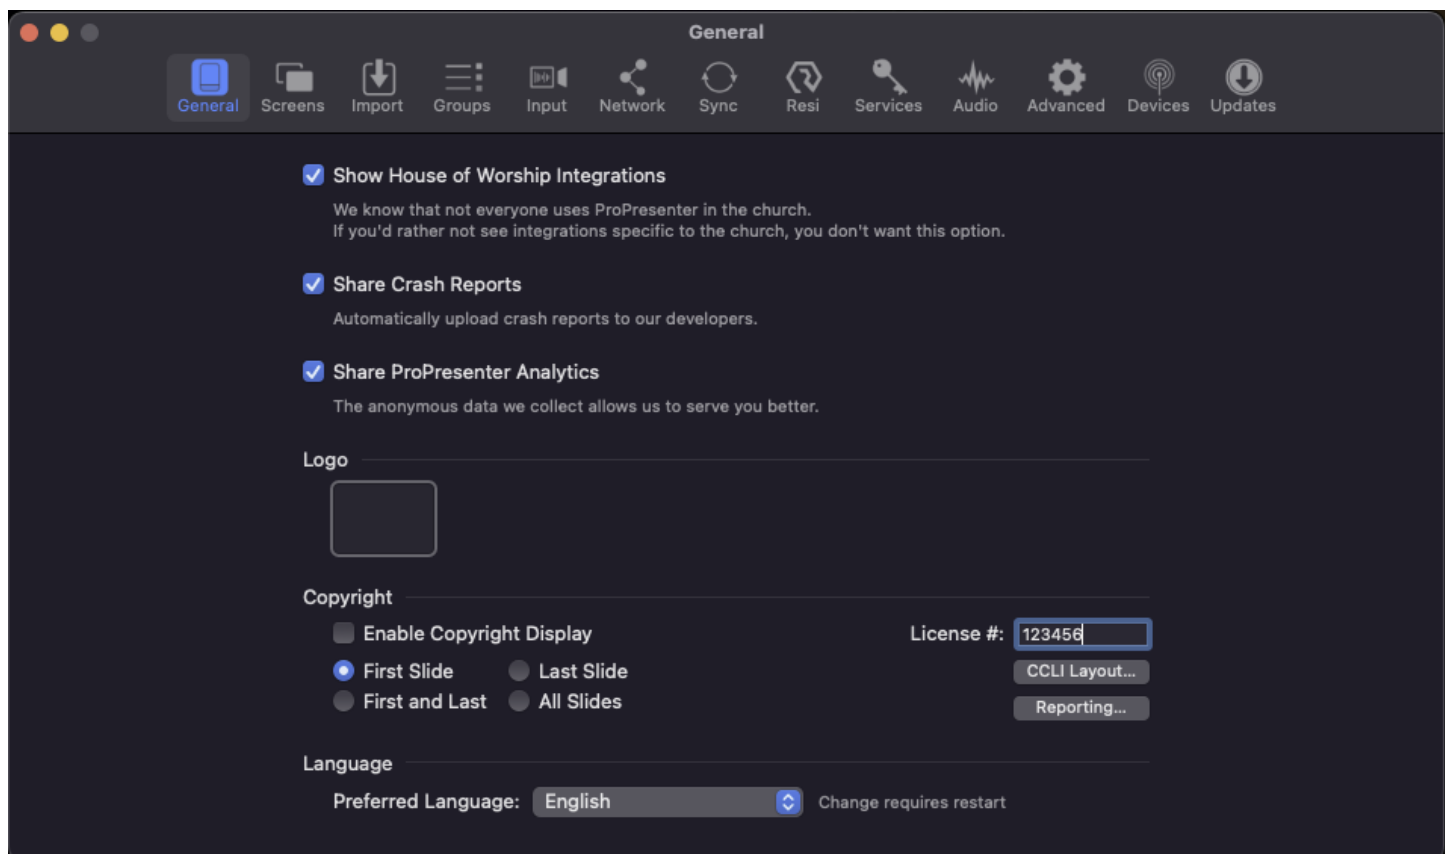 General
General Screens Import Groups Input Network Sync Resi Services Audio Advanced Devices Updates
Show House of Worship Integrations
We know that not everyone uses ProPresenter in the church.
If you'd rather not see integrations specific to the church, you don't want this option.
Share Crash Reports
Automatically upload crash reports to our developers.
Share ProPresenter Analytics
The anonymous data we collect allows us to serve you better.
Logo
Copyright
Enable Copyright Display License #: 123456
First Slide Last Slide CCLI Layout...
First and Last All Slides Reporting...
Language
Preferred Language: English Change requires restart